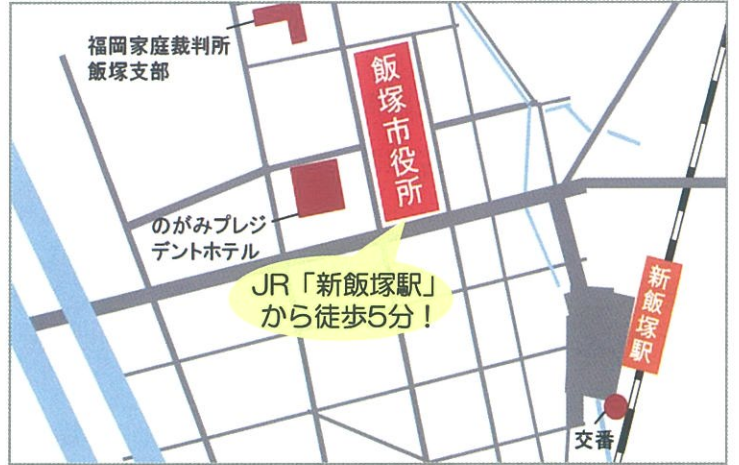 福岡家庭裁判所
飯塚支部
飯塚市役所
のがみプレジ
デントホテル
JR「新飯塚駅」
から徒歩5分！
新飯塚駅
交番